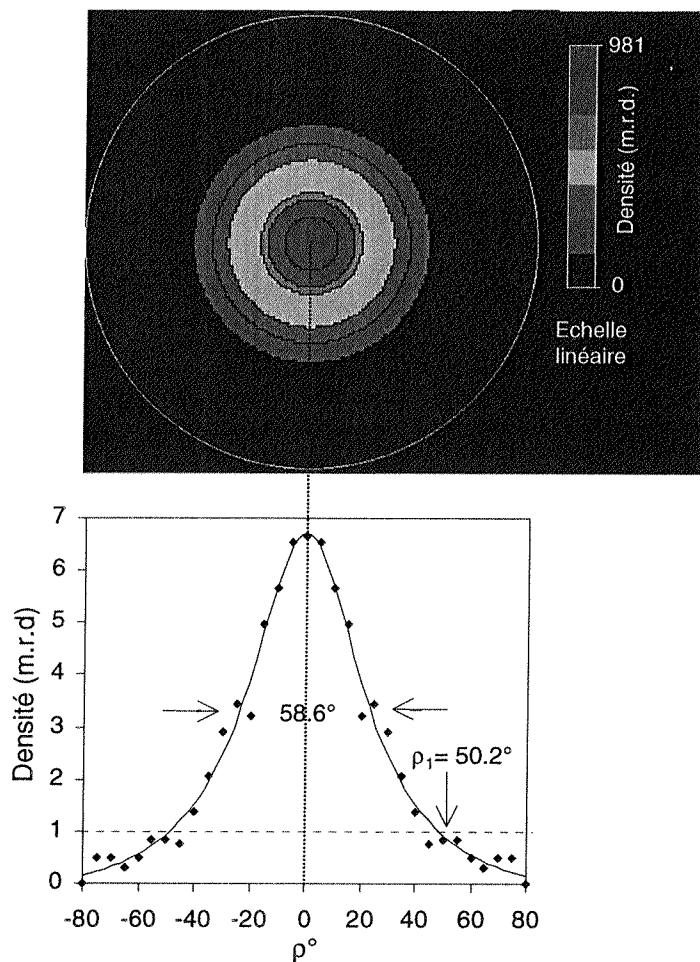 981
Densité (m.r.d.)
0
Echelle
linéaire
7
6
5
4
3
2
1
0
Densité (m.r.d)
58.6°
ρ₁= 50.2°
-80 -60 -40 -20 0 20 40 60 80
ρ°